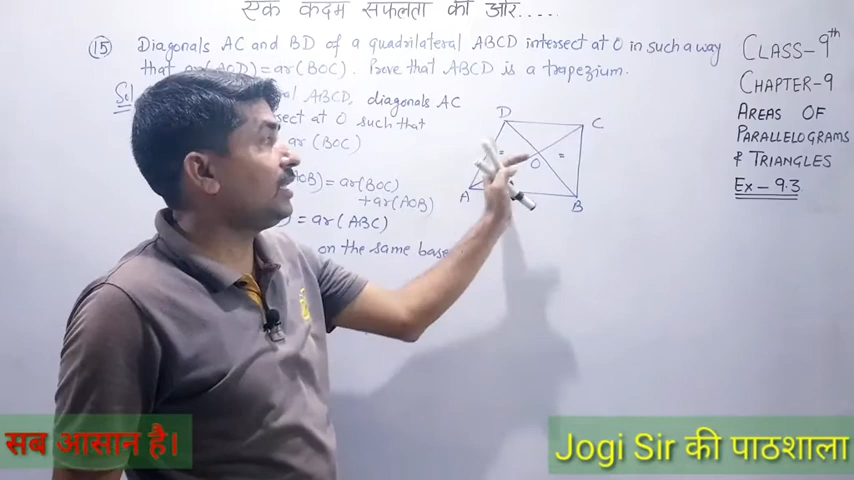 एक कदम सफलता की ओर.....
(15) Diagonals AC and BD of a quadrilateral ABCD intersect at O in such a way
that ar(AOD) = ar(BOC). Prove that ABCD is a trapezium.
Sol
al ABCD, diagonals AC
sect at O such that
ar (BOC)
OB) = ar(BOC)
+ar(AOB)
) = ar(ABC)
on the same base
D
C
O
A
B
CLASS-9th
CHAPTER-9
AREAS OF
PARALLELOGRAMS
& TRIANGLES
Ex-9.3
सब आसान है।
Jogi Sir की पाठशाला